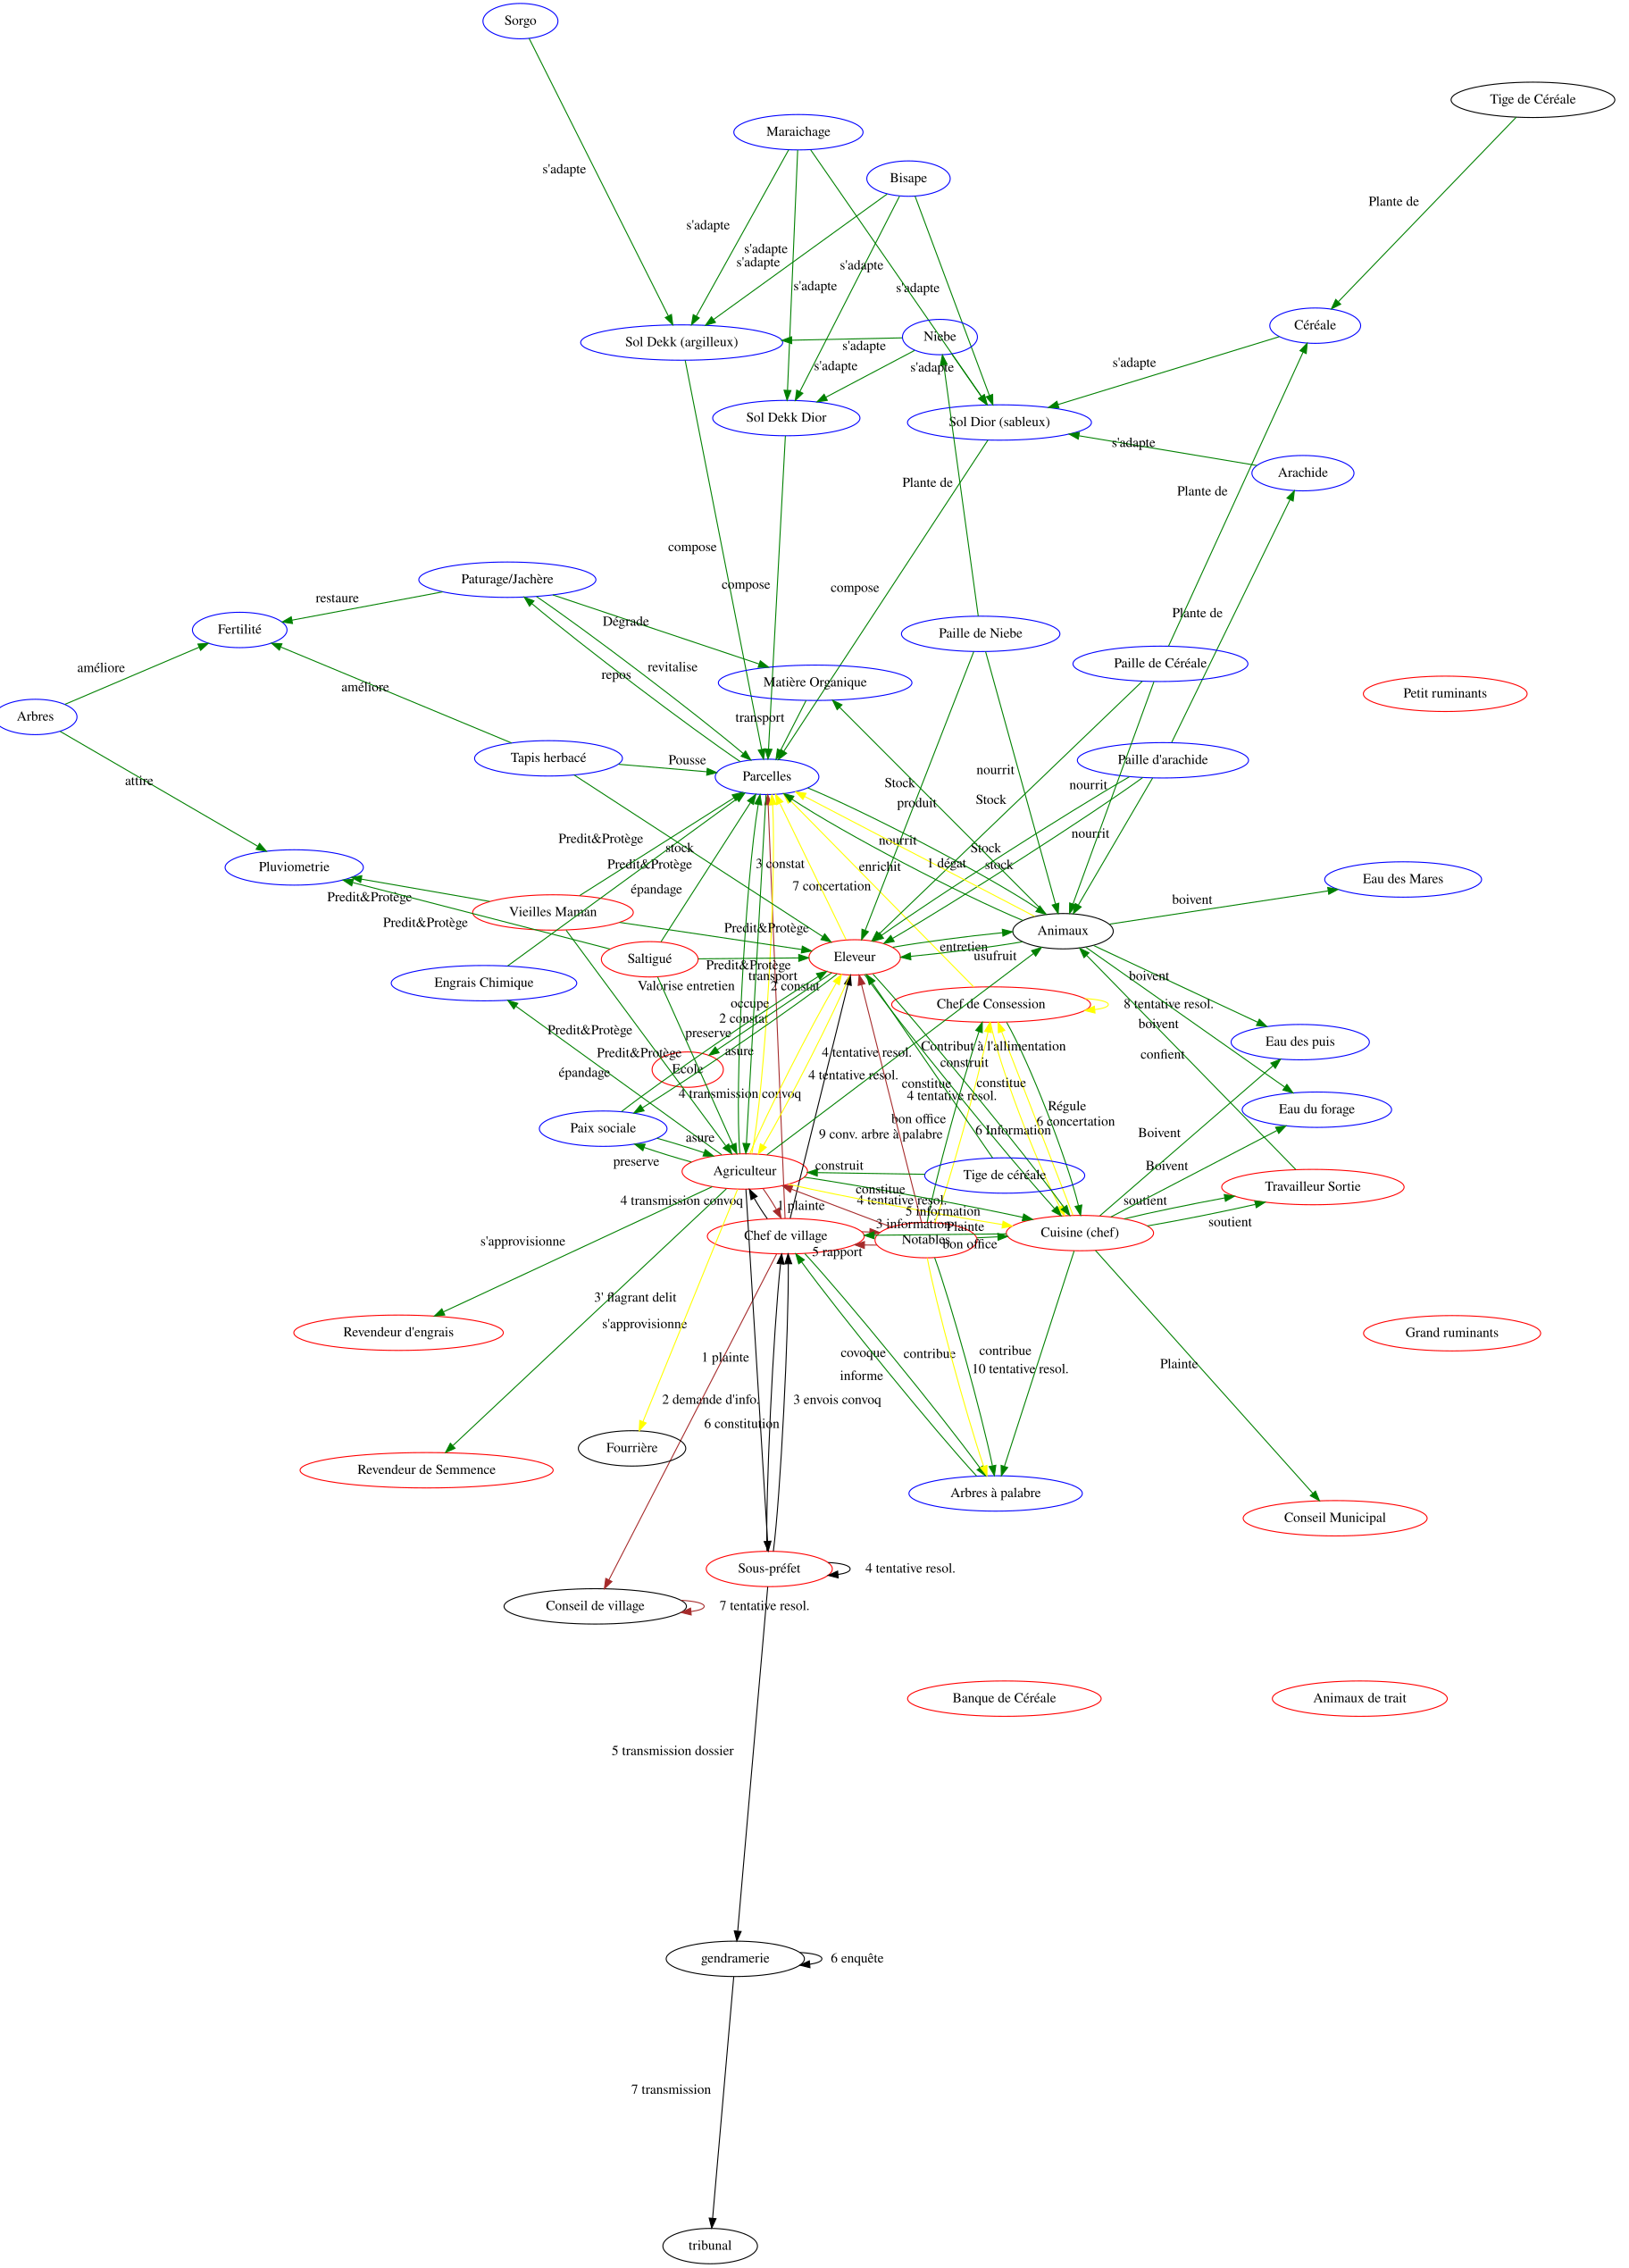 Sorgo
Tige de Céréale
Maraichage
s'adapte
Bisape
Plante de
s'adapte
s'adapte
s'adapte
s'adapte
s'adapte
s'adapte
Céréale
Niebe
Sol Dekk (argilleux)
s'adapte
s'adapte
s'adapte
s'adapte
Sol Dekk Dior
Sol Dior (sableux)
s'adapte
Arachide
Plante de
Plante de
compose
Paturage/Jachère
compose
compose
restaure
Plante de
Dégrade
Fertilité
Paille de Niebe
améliore
revitalise
repos
Paille de Céréale
Matière Organique
améliore
Petit ruminants
Arbres
transport
Tapis herbacé
Pousse
Paille d'arachide
Parcelles
nourrit
attire
Stock
nourrit
Stock
produit
nourrit
Predit&Protège
stock
nourrit
Stock
Pluviometrie
Predit&Protège
3 constat
enrichit
1 dégat
stock
Eau des Mares
7 concertation
épandage
Predit&Protège
boivent
Vieilles Maman
Predit&Protège
Predit&Protège
Animaux
entretien
usufruit
Eleveur
Saltigué
Predit&Protège
transport
boivent
Engrais Chimique
Valorise entretien
2 constat
occupe
Chef de Consession
8 tentative resol.
2 constat
boivent
Predit&Protège
preserve
Eau des puis
Contribut à l'allimentation
asure
Predit&Protège
4 tentative resol.
confient
construit
Ecole
épandage
4 tentative resol.
constitue
constitue
4 transmission convoq
4 tentative resol.
Régule
Eau du forage
bon office
6 concertation
Paix sociale
9 conv. arbre à palabre
6 Information
Boivent
asure
preserve
construit
Boivent
Agriculteur
Tige de céréale
Travailleur Sortie
constitue
4 transmission convoq
4 tentative resol.
soutient
1 plainte
5 information
soutient
3 information
Plainte
Chef de village
Notables
Cuisine (chef)
s'approvisionne
bon office
5 rapport
3' flagrant delit
s'approvisionne
Revendeur d'engrais
Grand ruminants
covoque
contribue
contribue
1 plainte
Plainte
10 tentative resol.
informe
2 demande d'info.
3 envois convoq
6 constitution
Fourrière
Revendeur de Semmence
Arbres à palabre
Conseil Municipal
Sous-préfet
4 tentative resol.
Conseil de village
7 tentative resol.
Banque de Céréale
Animaux de trait
5 transmission dossier
gendramerie
6 enquête
7 transmission
tribunal